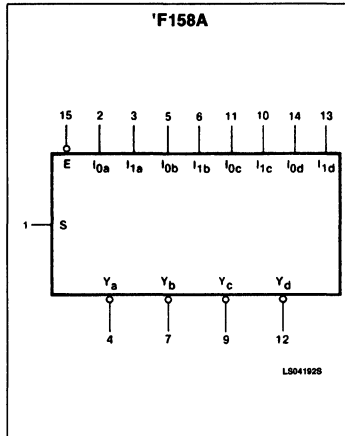 'F158A
15 2 3 5 6 11 10 14 13
E I0a I1a I0b I1b I0c I1c I0d I1d
1 S
Ya Yb Yc Yd
4 7 9 12
LS04192S